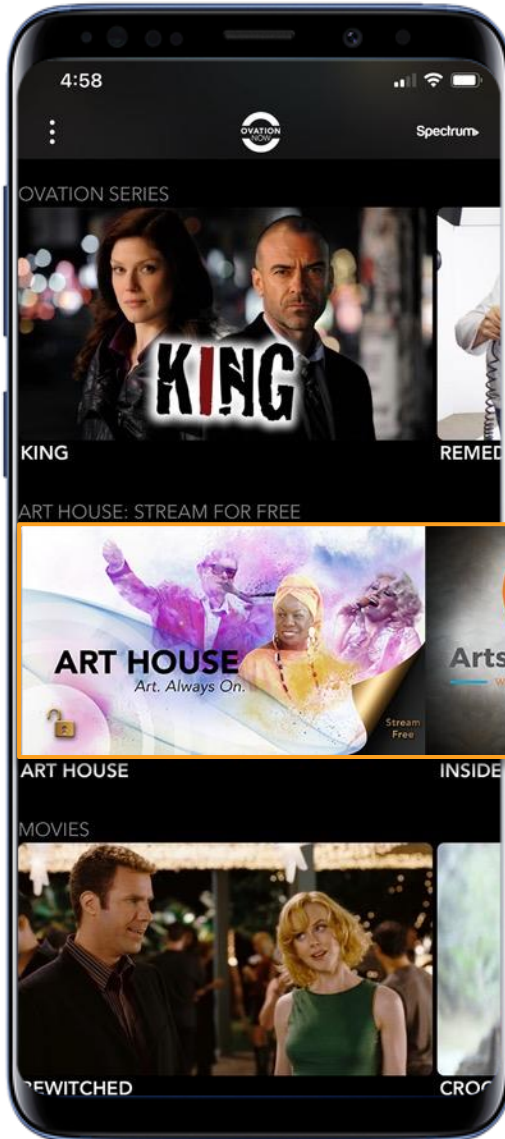 4:58
OVATION
NOW
Spectrum
OVATION SERIES
KING
KING
REMED
ART HOUSE: STREAM FOR FREE
ART HOUSE
Art. Always On.
Stream
Free
Arts
W
ART HOUSE
INSIDE
MOVIES
BEWITCHED
CROC